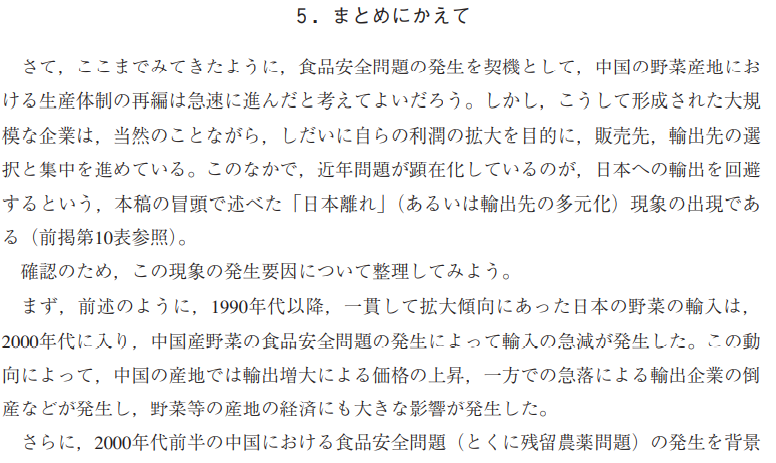 5．まとめにかえて
さて，ここまでみてきたように，食品安全問題の発生を契機として，中国の野菜産地にお
ける生産体制の再編は急速に進んだと考えてよいだろう。しかし，こうして形成された大規
模な企業は，当然のことながら，しだいに自らの利潤の拡大を目的に，販売先，輸出先の選
択と集中を進めている。このなかで，近年問題が顕在化しているのが，日本への輸出を回避
するという，本稿の冒頭で述べた「日本離れ」（あるいは輸出先の多元化）現象の出現であ
る（前掲第10表参照）。
確認のため，この現象の発生要因について整理してみよう。
まず，前述のように，1990年代以降，一貫して拡大傾向にあった日本の野菜の輸入は，
2000年代に入り，中国産野菜の食品安全問題の発生によって輸入の急減が発生した。この動
向によって，中国の産地では輸出増大による価格の上昇，一方での急落による輸出企業の倒
産などが発生し，野菜等の産地の経済にも大きな影響が発生した。
さらに，2000年代前半の中国における食品安全問題（とくに残留農薬問題）の発生を背景